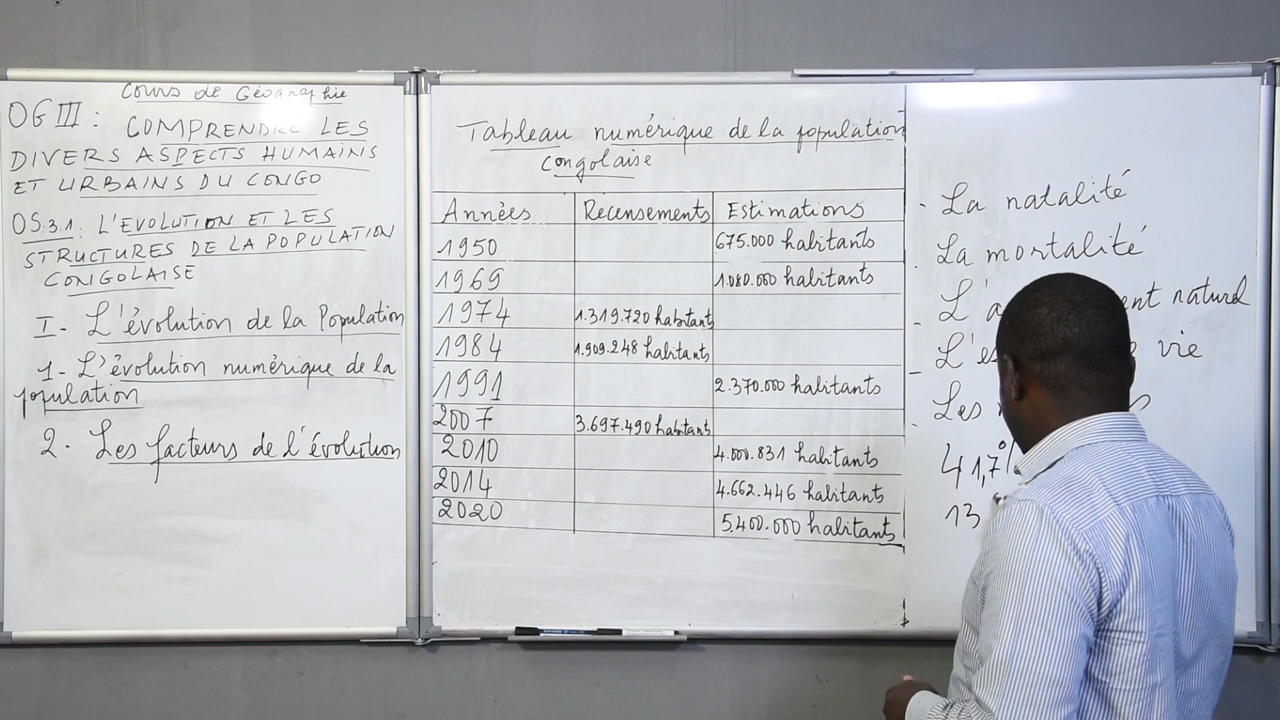 Cours de Géographie
OG III : COMPRENDRE LES
DIVERS ASPECTS HUMAINS
ET URBAINS DU CONGO
OS.3.1 : L'EVOLUTION ET LES
STRUCTURES DE LA POPULATION
CONGOLAISE
I- L'évolution de la Population
1- L'évolution numérique de la
population
2. Les facteurs de l'évolution
Tableau numérique de la population
Congolaise
Années Recensements Estimations
1950 675.000 habitants
1969 1.080.000 habitants
1974 1.319.720 habitants
1984 1.909.248 habitants
1991 2.370.000 habitants
2007 3.697.490 habitants
2010 4.000.831 habitants
2014 4.662.446 habitants
2020 5.400.000 habitants
- La natalité
- La mortalité
- naturel
- vie
- Les
41,7%
13